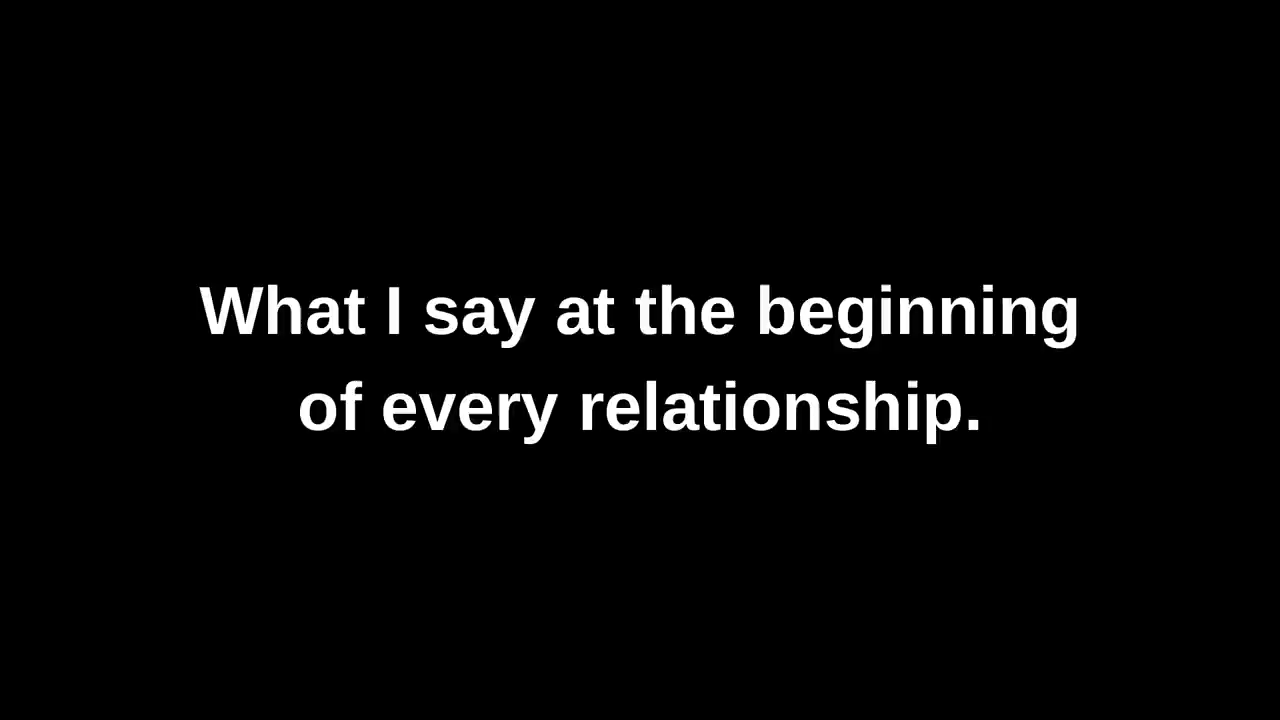 What I say at the beginning
of every relationship.